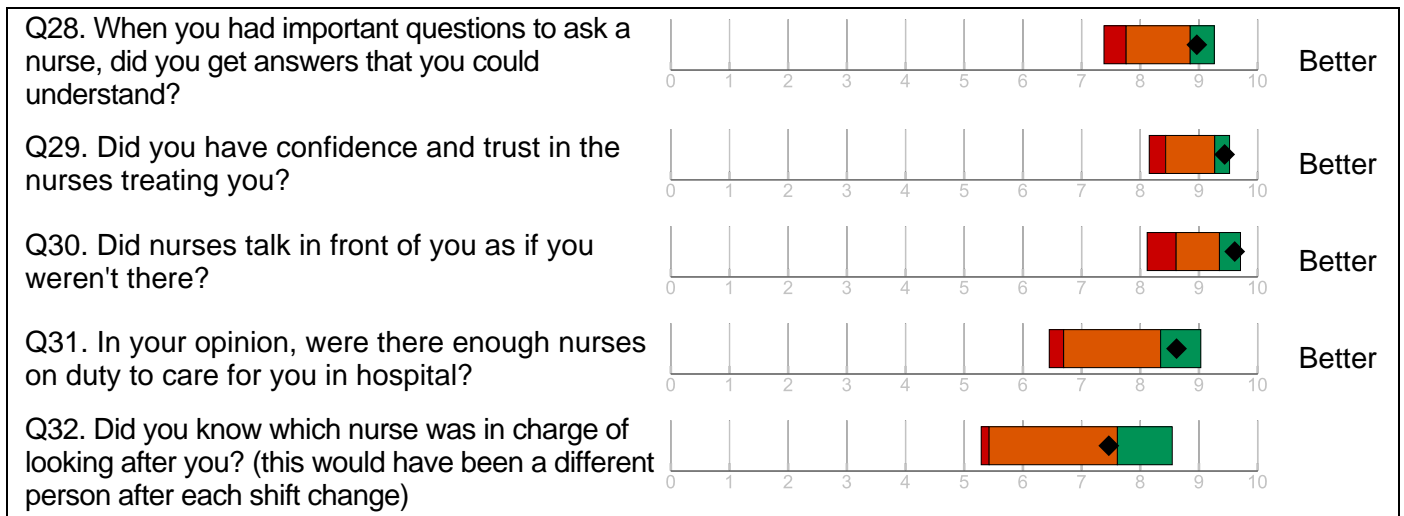 Q28. When you had important questions to ask a
nurse, did you get answers that you could
understand?
0 1 2 3 4 5 6 7 8 9 10
Better
Q29. Did you have confidence and trust in the
nurses treating you?
0 1 2 3 4 5 6 7 8 9 10
Better
Q30. Did nurses talk in front of you as if you
weren't there?
0 1 2 3 4 5 6 7 8 9 10
Better
Q31. In your opinion, were there enough nurses
on duty to care for you in hospital?
0 1 2 3 4 5 6 7 8 9 10
Better
Q32. Did you know which nurse was in charge of
looking after you? (this would have been a different
person after each shift change)
0 1 2 3 4 5 6 7 8 9 10